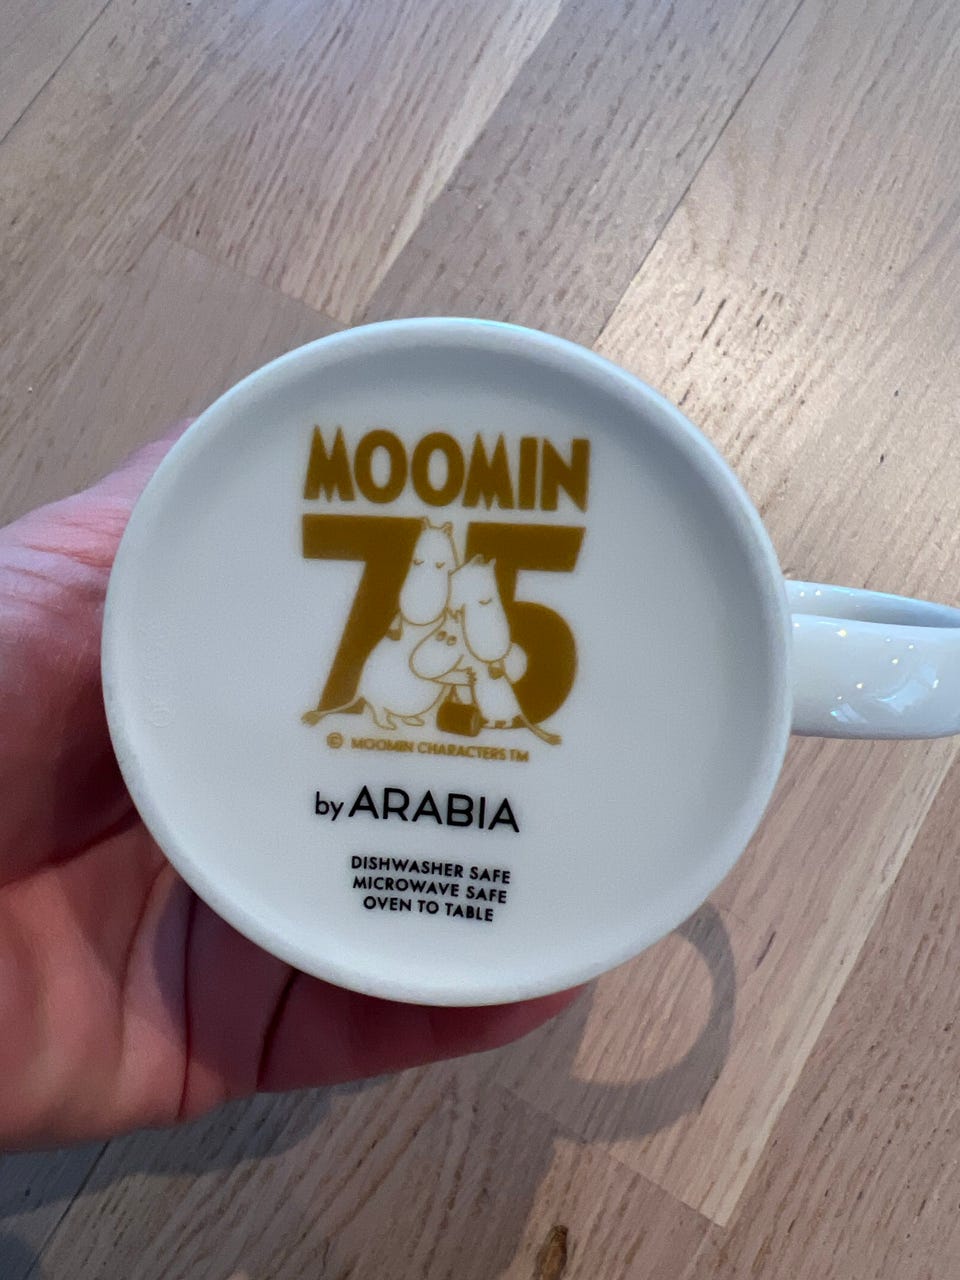 MOOMIN
75
© MOOMIN CHARACTERS TM
by ARABIA
DISHWASHER SAFE
MICROWAVE SAFE
OVEN TO TABLE